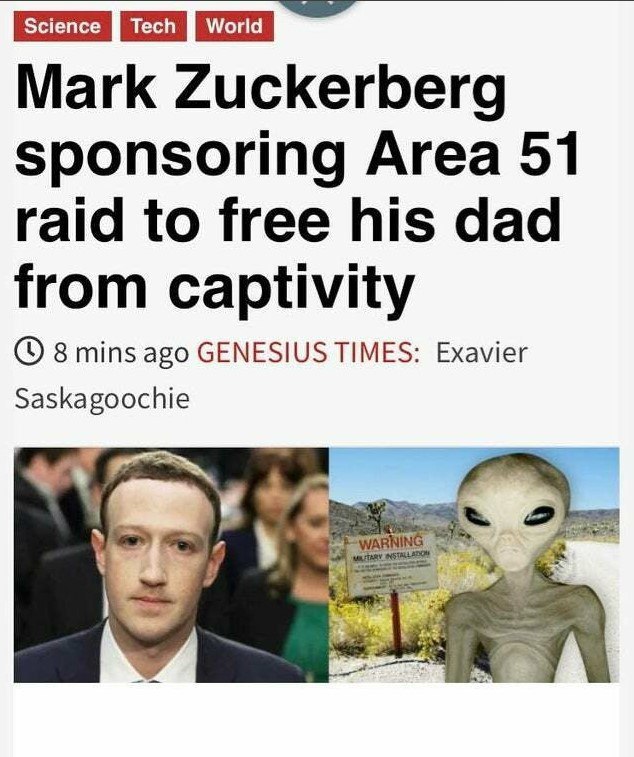 Science Tech World
Mark Zuckerberg
sponsoring Area 51
raid to free his dad
from captivity
8 mins ago GENESIUS TIMES: Exavier
Saskagoochie
WARNING
MILITARY INSTALLATION